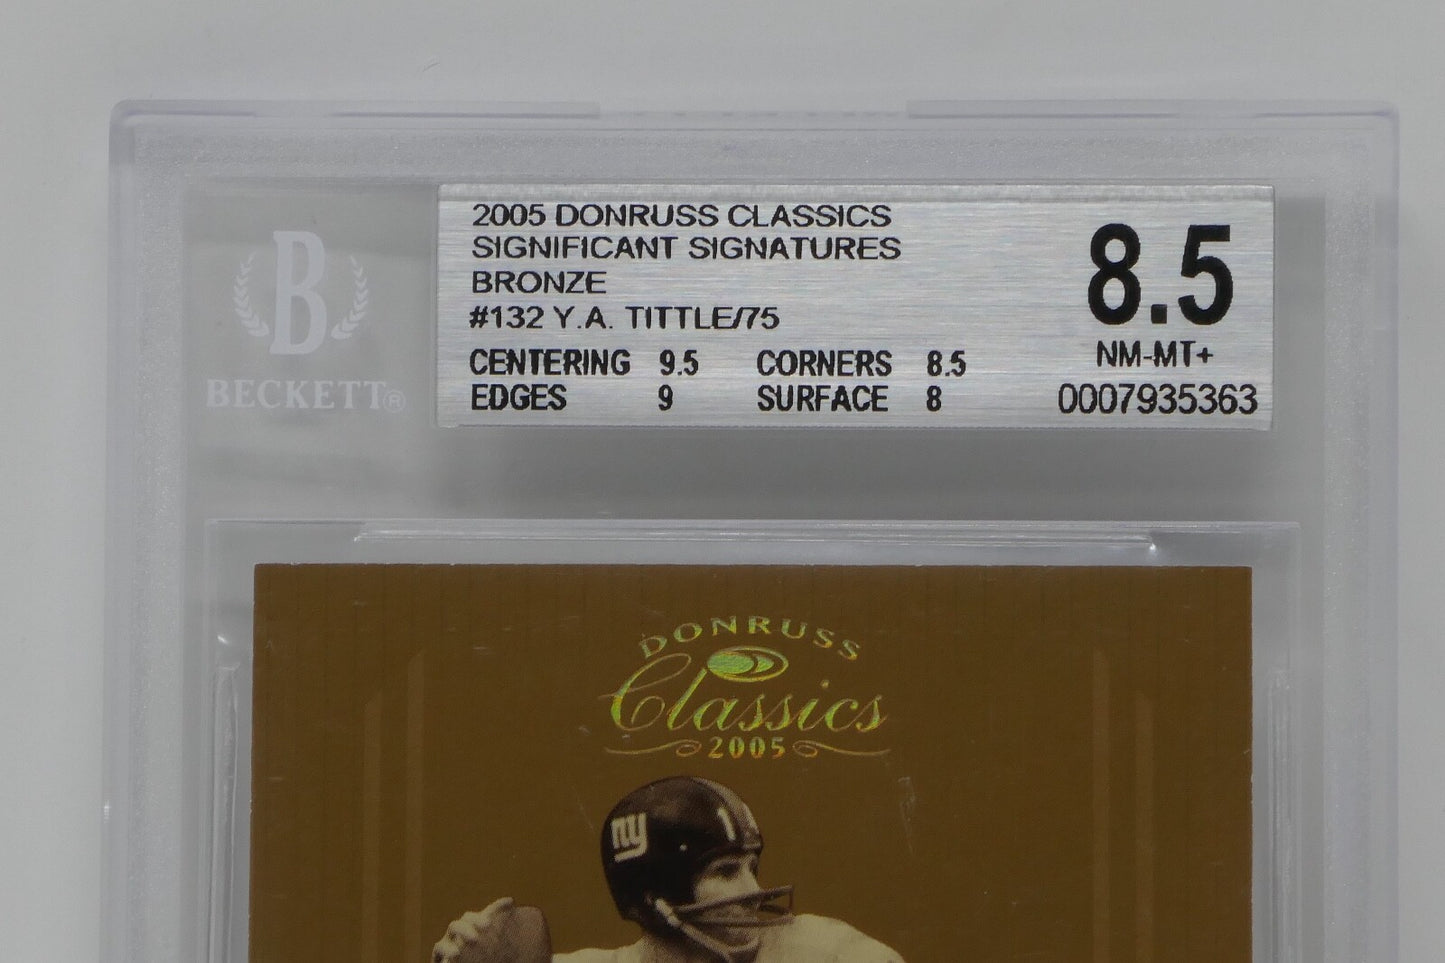 2005 DONRUSS CLASSICS
SIGNIFICANT SIGNATURES
BRONZE
#132 Y.A. TITTLE/75
CENTERING 9.5 CORNERS 8.5
EDGES 9 SURFACE 8
8.5
NM-MT+
0007935363
B
BECKETT®
DONRUSS
Classics
2005
ny
1